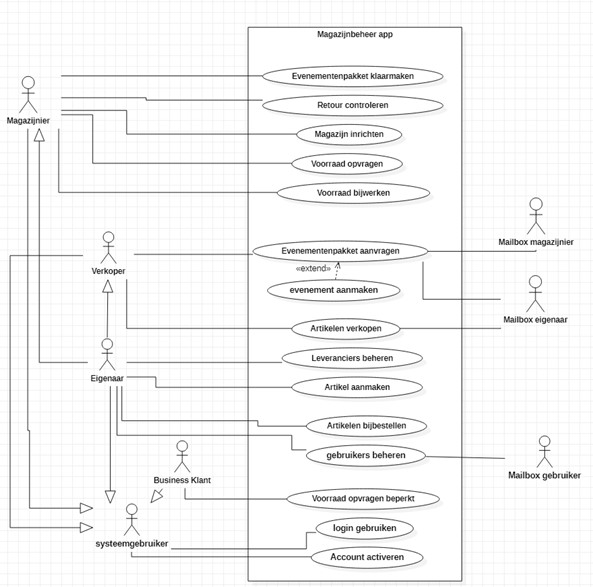 Magazijnbeheer app
Evenementenpakket klaarmaken
Retour controleren
Magazijnier
Magazijn inrichten
Voorraad opvragen
Voorraad bijwerken
Mailbox magazijnier
Evenementenpakket aanvragen
Verkoper
«extend»
evenement aanmaken
Mailbox eigenaar
Artikelen verkopen
Leveranciers beheren
Eigenaar
Artikel aanmaken
Artikelen bijbestellen
gebruikers beheren
Mailbox gebruiker
Business Klant
Voorraad opvragen beperkt
login gebruiken
systeemgebruiker
Account activeren